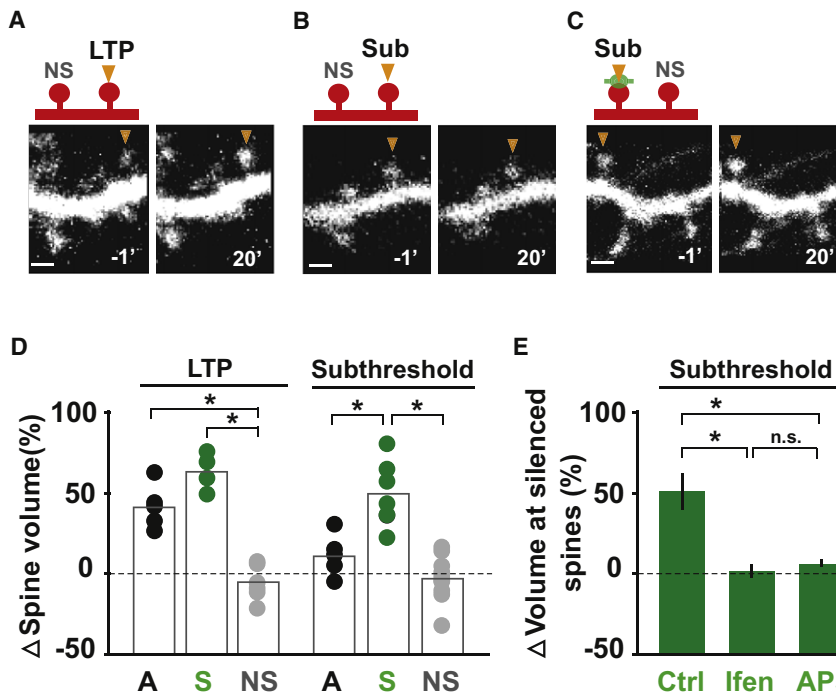 A
B
C
LTP
NS
Sub
NS
Sub
NS
-1'
20'
-1'
20'
-1'
20'
D
LTP
Subthreshold
*
*
*
*
Δ Spine volume(%)
100
50
0
-50
A S NS A S NS
E
Subthreshold
*
*
n.s.
Δ Volume at silenced
spines (%)
100
50
0
-50
Ctrl Ifen AP